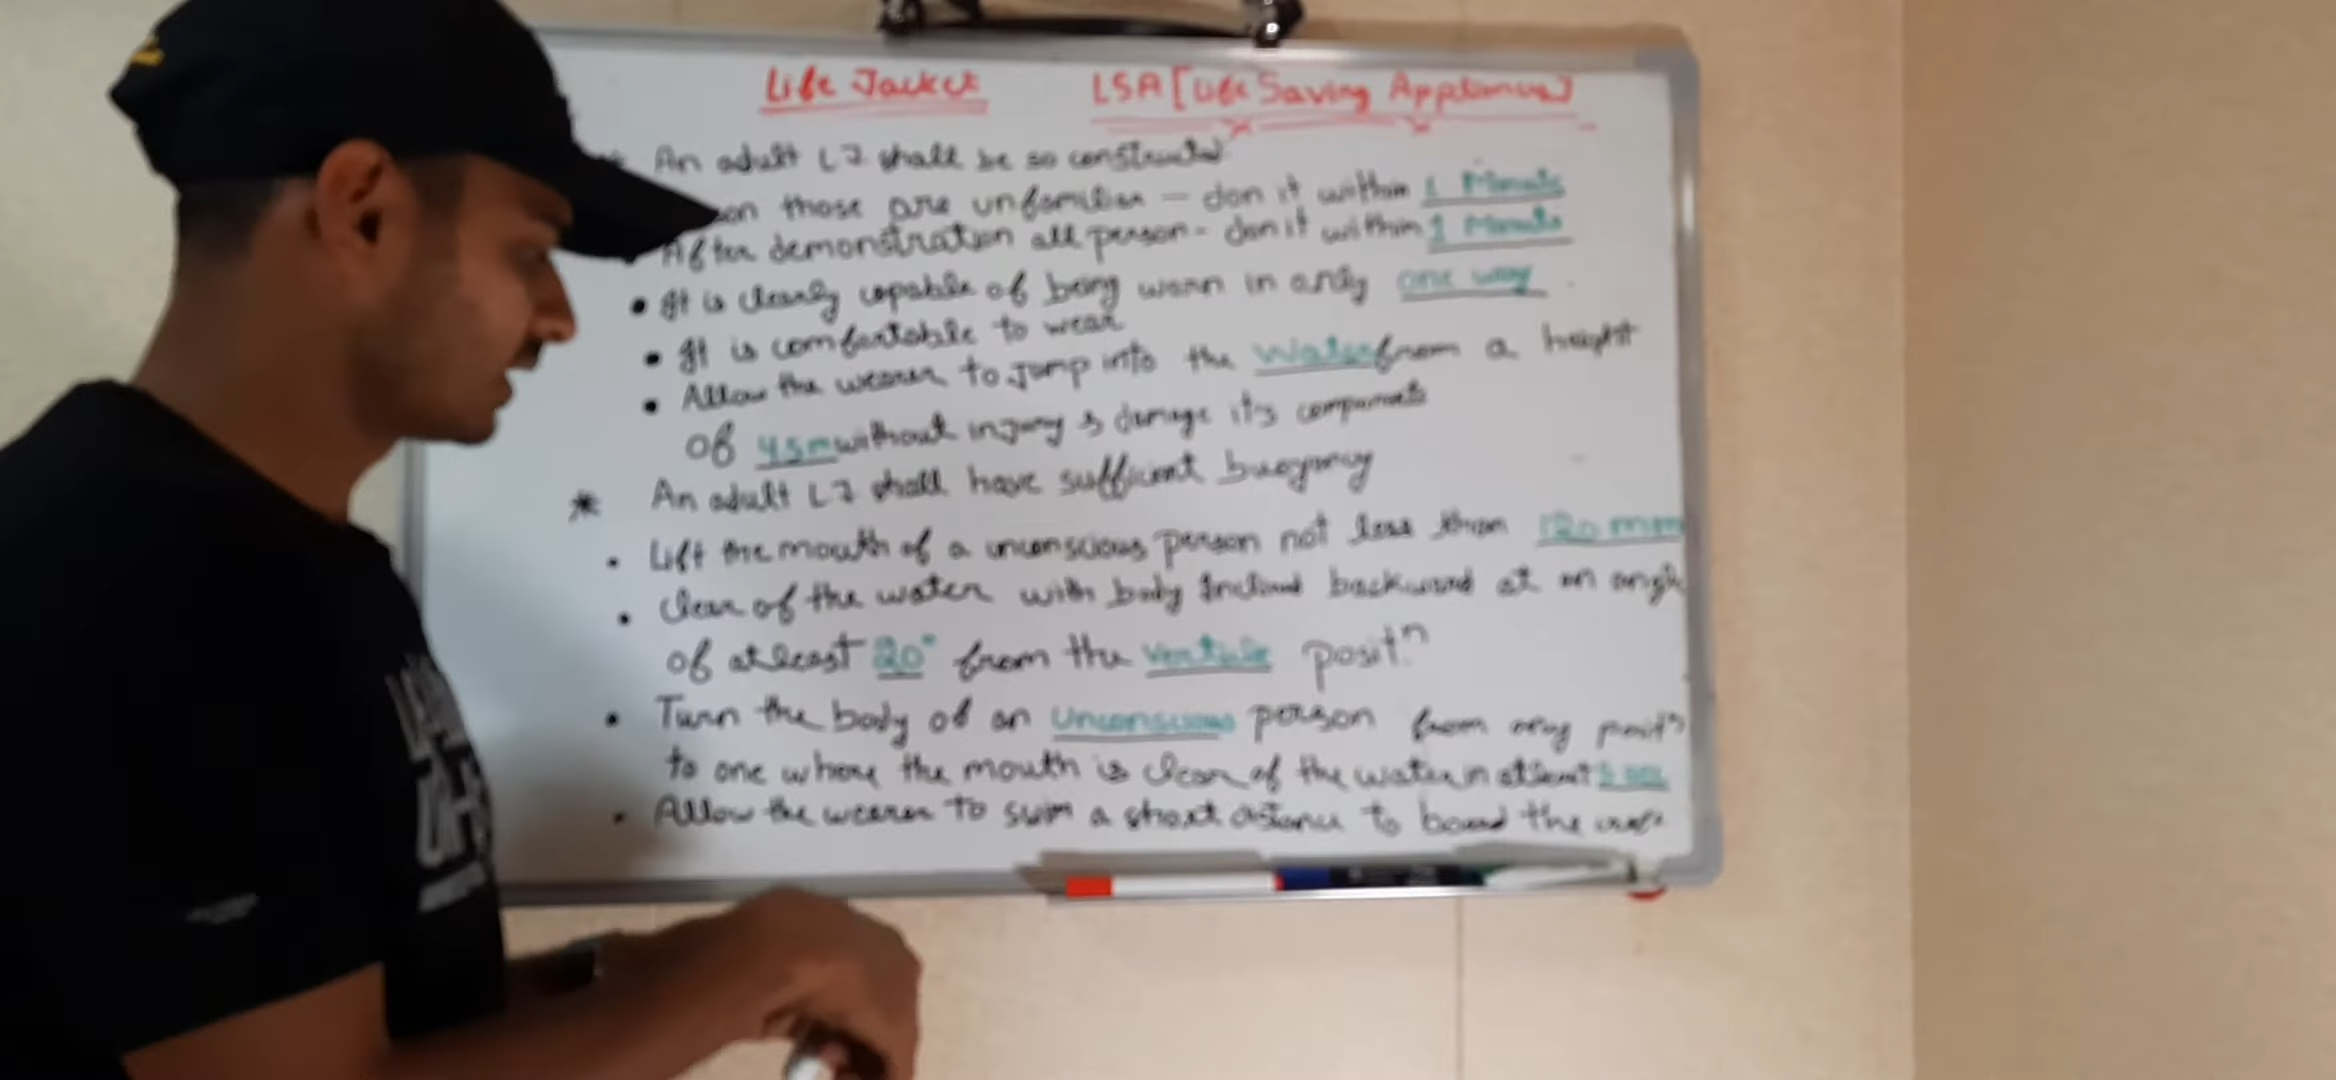 Life Jacket LSA [Life Saving Appliances]
An adult LJ shall be so constructed
those are unfamiliar - don it within 1 Minute
After demonstration all person - don it within 1 Minute
• It is clearly capable of being worn in only one way
• It is comfortable to wear
• Allow the wearer to jump into the water from a height
of 4.5m without injury & damage its components
* An adult LJ shall have sufficient buoyancy
• Lift the mouth of a unconscious person not less than 120 mm
• Clear of the water with body Inclined backward at an angle
of atleast 20° from the posit.n
• Turn the body of an unconscious person from any positn
to one where the mouth is clear of the water in atleast
• Allow the wearer to swim a short distance to board the